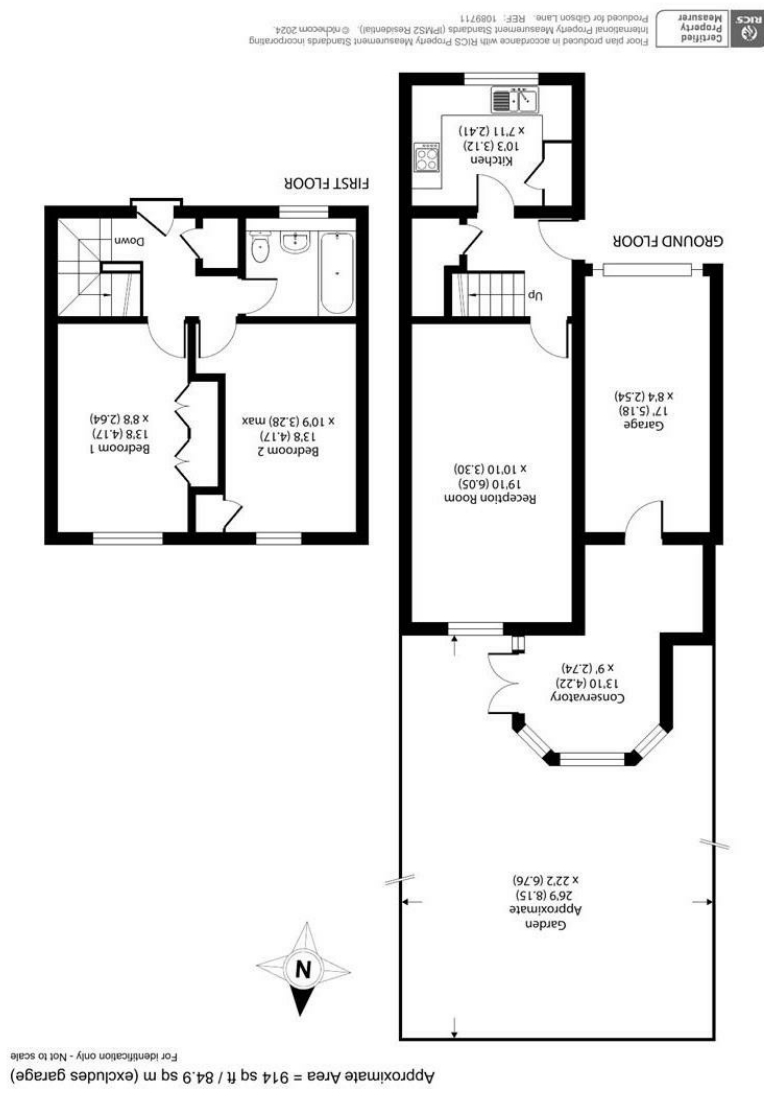 Approximate Area = 914 sq ft / 84.9 sq m (excludes garage)
For identification only - Not to scale
N
Garden
Approximate
26'9 (8.15)
x 22'2 (6.76)
Conservatory
13'10 (4.22)
x 9' (2.74)
Reception Room
19'10 (6.05)
x 10'10 (3.30)
Garage
17' (5.18)
x 8'4 (2.54)
Up
GROUND FLOOR
Kitchen
10'3 (3.12)
x 7'11 (2.41)
Bedroom 2
13'8 (4.17)
x 10'9 (3.28) max
Bedroom 1
13'8 (4.17)
x 8'8 (2.64)
Down
FIRST FLOOR
Certified
Property
Measurer
RICS
Floor plan produced in accordance with RICS Property Measurement Standards incorporating
International Property Measurement Standards (IPMS2 Residential). © nichecom 2024.
Produced for Gibson Lane. REF: 1089711